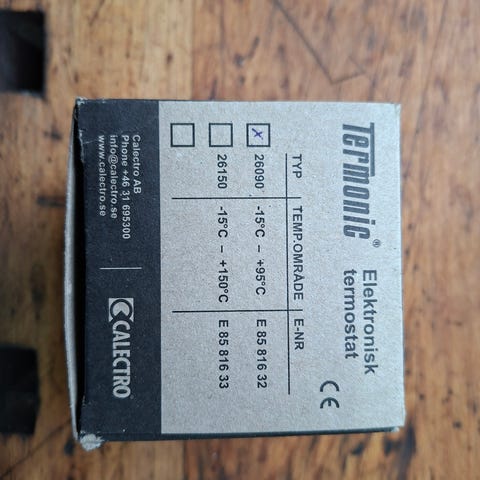 Termonic®
Elektronisk
termostat
CE
TYP TEMP.OMRÅDE E-NR
x 26090 -15°C – +95°C E 85 816 32
26150 -15°C – +150°C E 85 816 33
Calectro AB
Phone +46 31 695300
info@calectro.se
www.calectro.se
CALECTRO